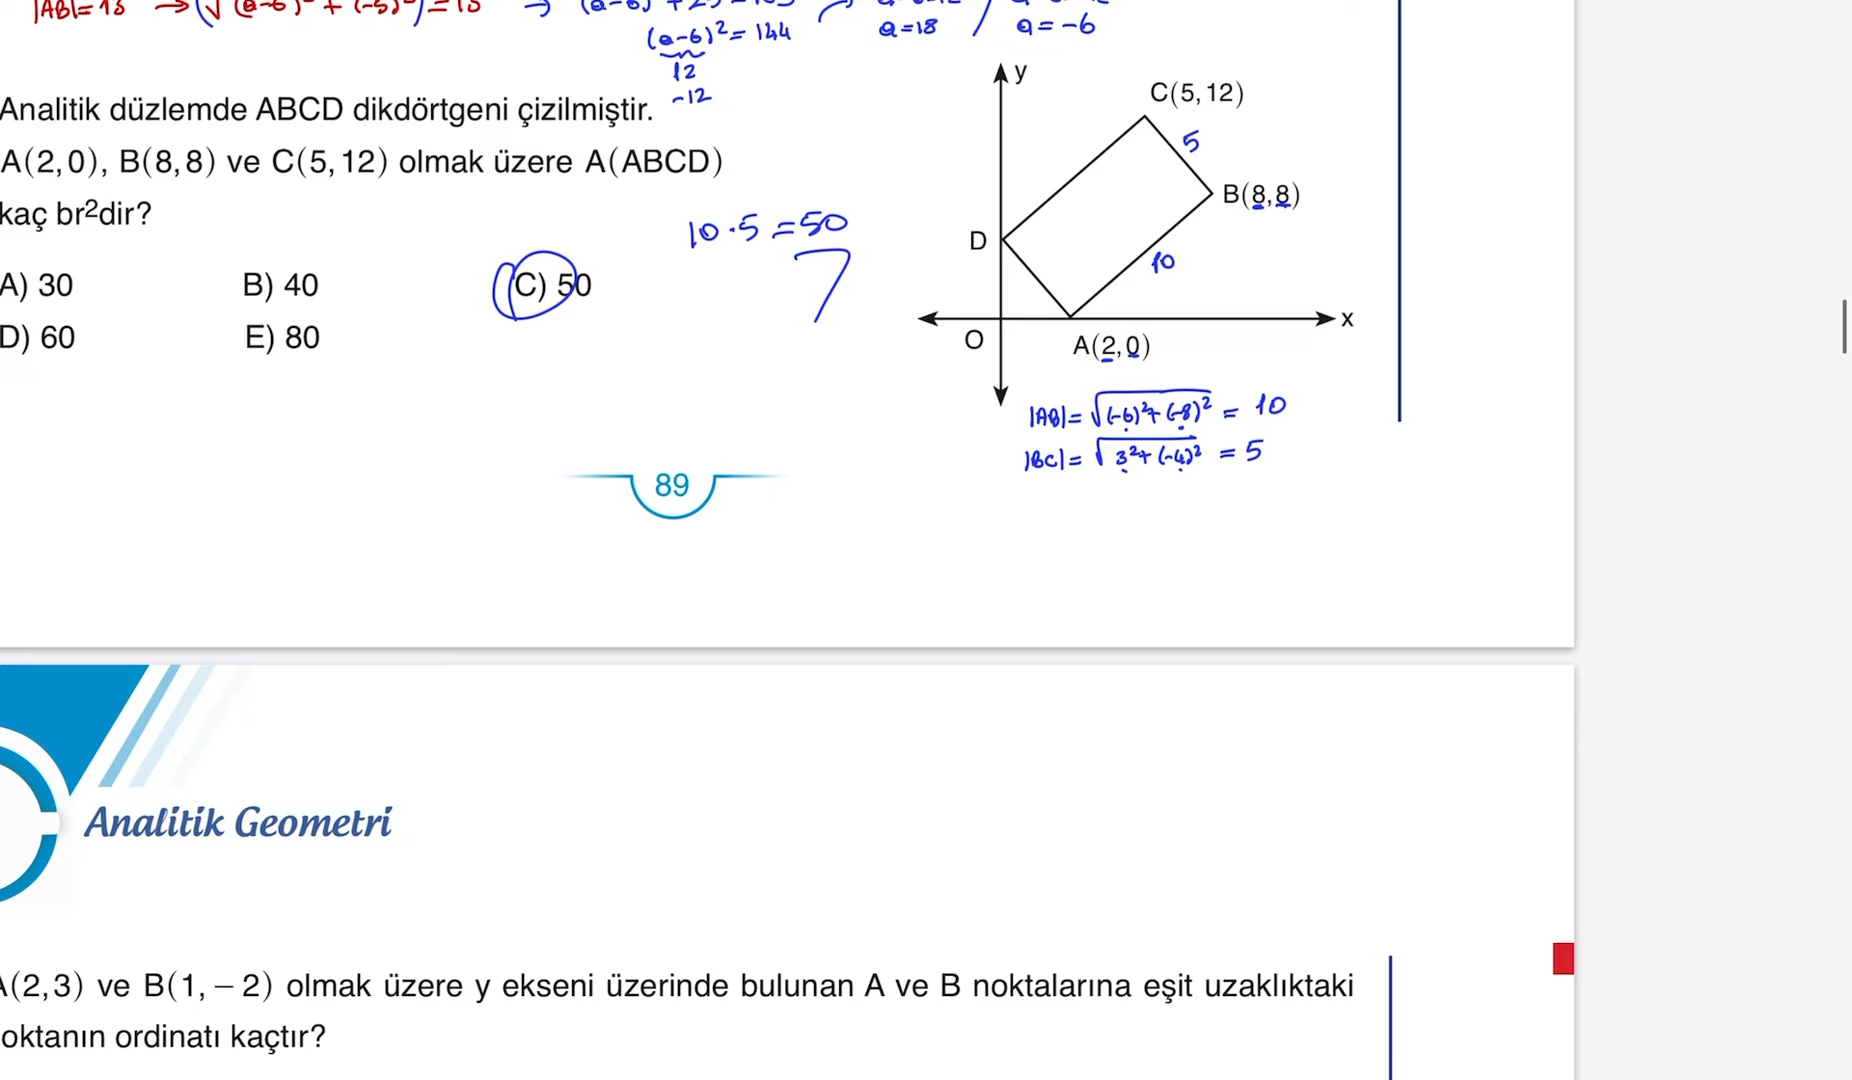 |AB|=13
(a-6)² = 144
a=18 / a=-6
12
-12
Analitik düzlemde ABCD dikdörtgeni çizilmiştir.
A(2,0), B(8,8) ve C(5,12) olmak üzere A(ABCD)
kaç br²dir?
10·5=50
A) 30 B) 40 C) 50
D) 60 E) 80
y
C(5,12)
5
B(8,8)
D
10
x
O
A(2,0)
|AB|= √(-6)²+(-8)² = 10
|BC|= √3²+(-4)² = 5
89
Analitik Geometri
A(2,3) ve B(1,–2) olmak üzere y ekseni üzerinde bulunan A ve B noktalarına eşit uzaklıktaki
oktanın ordinatı kaçtır?